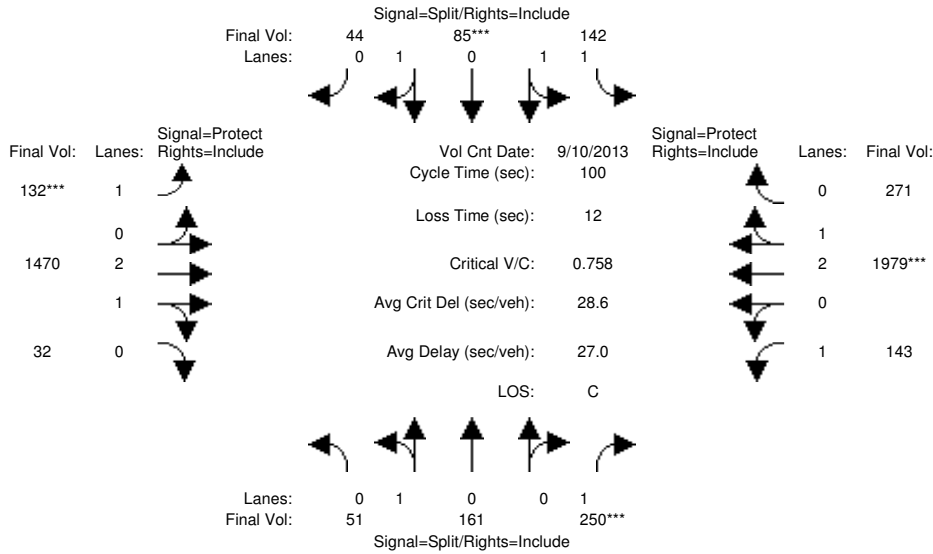 Signal=Split/Rights=Include
Final Vol: 44 85*** 142
Lanes: 0 1 0 1 1
Signal=Protect Signal=Protect
Final Vol: Lanes: Rights=Include Vol Cnt Date: 9/10/2013 Rights=Include Lanes: Final Vol:
Cycle Time (sec): 100
132*** 1 0 271
Loss Time (sec): 12
0 1
1470 2 Critical V/C: 0.758 2 1979***
1 Avg Crit Del (sec/veh): 28.6 0
32 0 Avg Delay (sec/veh): 27.0 1 143
LOS: C
Lanes: 0 1 0 0 1
Final Vol: 51 161 250***
Signal=Split/Rights=Include